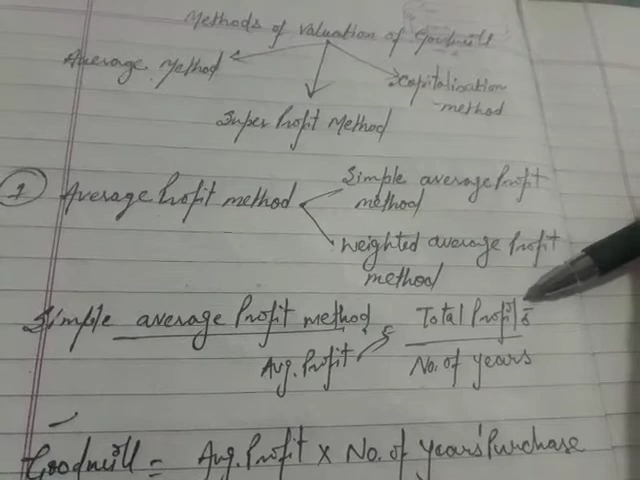 Methods of Valuation of Goodwill
Average Method
Capitalisation
method
Super Profit Method
1 Average Profit method
Simple average Profit
method
Weighted average Profit
method
Simple average Profit method
Avg. Profit
Total Profits
No. of years
Goodwill = Avg. Profit × No. of years' Purchase